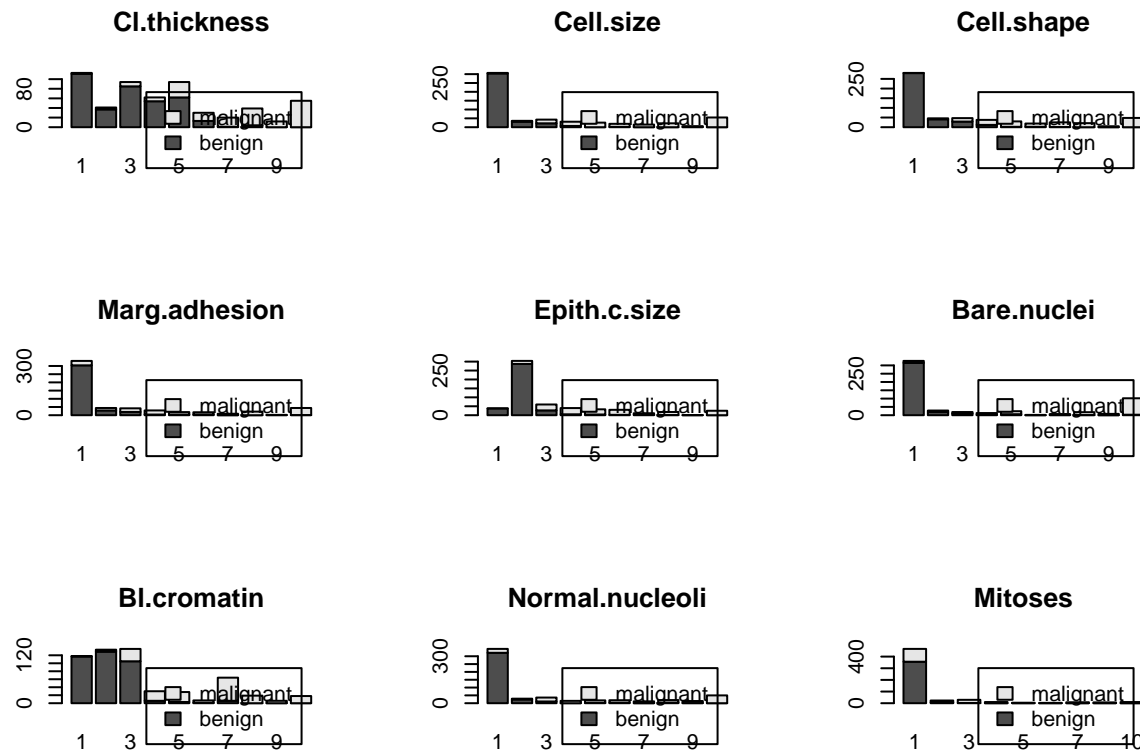 Cl.thickness
80
0
malignant
benign
1 3 5 7 9
Cell.size
250
0
malignant
benign
1 3 5 7 9
Cell.shape
250
0
malignant
benign
1 3 5 7 9
Marg.adhesion
300
0
malignant
benign
1 3 5 7 9
Epith.c.size
250
0
malignant
benign
1 3 5 7 9
Bare.nuclei
250
0
malignant
benign
1 3 5 7 9
Bl.cromatin
120
0
malignant
benign
1 3 5 7 9
Normal.nucleoli
300
0
malignant
benign
1 3 5 7 9
Mitoses
400
0
malignant
benign
1 3 5 7 10